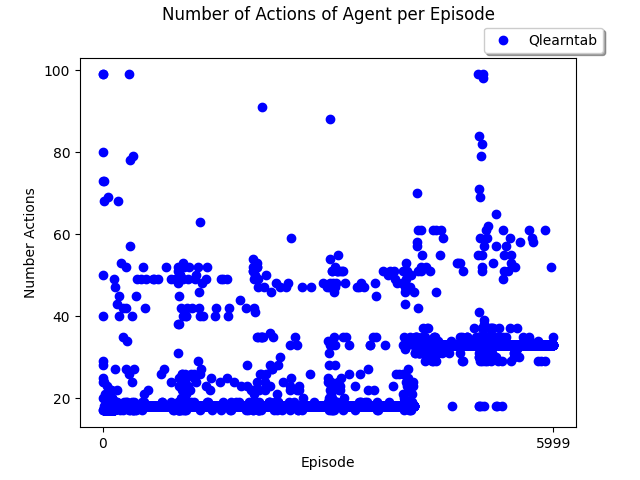 Number of Actions of Agent per Episode
Qlearntab
100
80
60
40
20
Number Actions
0 5999
Episode